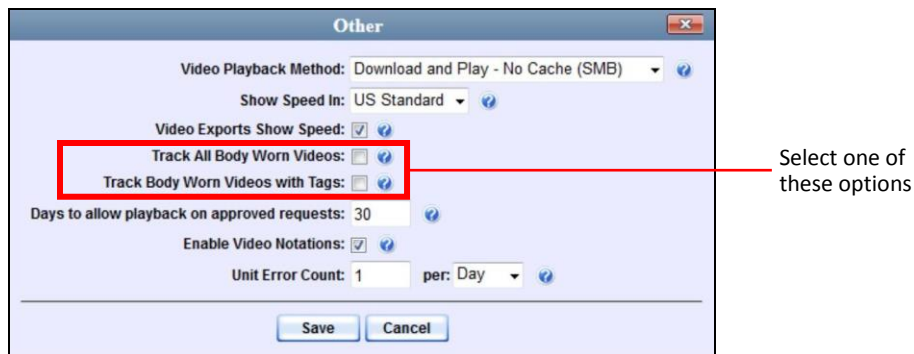 Other
Video Playback Method: Download and Play - No Cache (SMB)
Show Speed In: US Standard
Video Exports Show Speed:
Track All Body Worn Videos:
Track Body Worn Videos with Tags:
Days to allow playback on approved requests: 30
Enable Video Notations:
Unit Error Count: 1 per: Day
Save Cancel
Select one of
these options